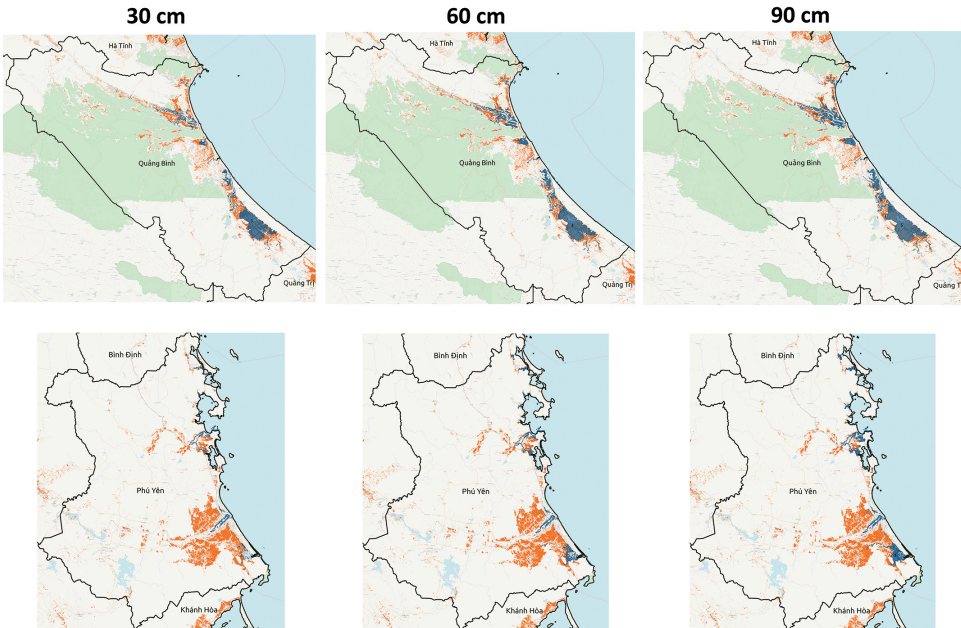 30 cm
60 cm
90 cm
Hà Tĩnh
Hà Tĩnh
Hà Tĩnh
Quảng Bình
Quảng Bình
Quảng Bình
Quảng Trị
Quảng Trị
Quảng T
Bình Định
Bình Định
Bình Định
Phú Yên
Phú Yên
Phú Yên
Khánh Hòa
Khánh Hòa
Khánh Hòa